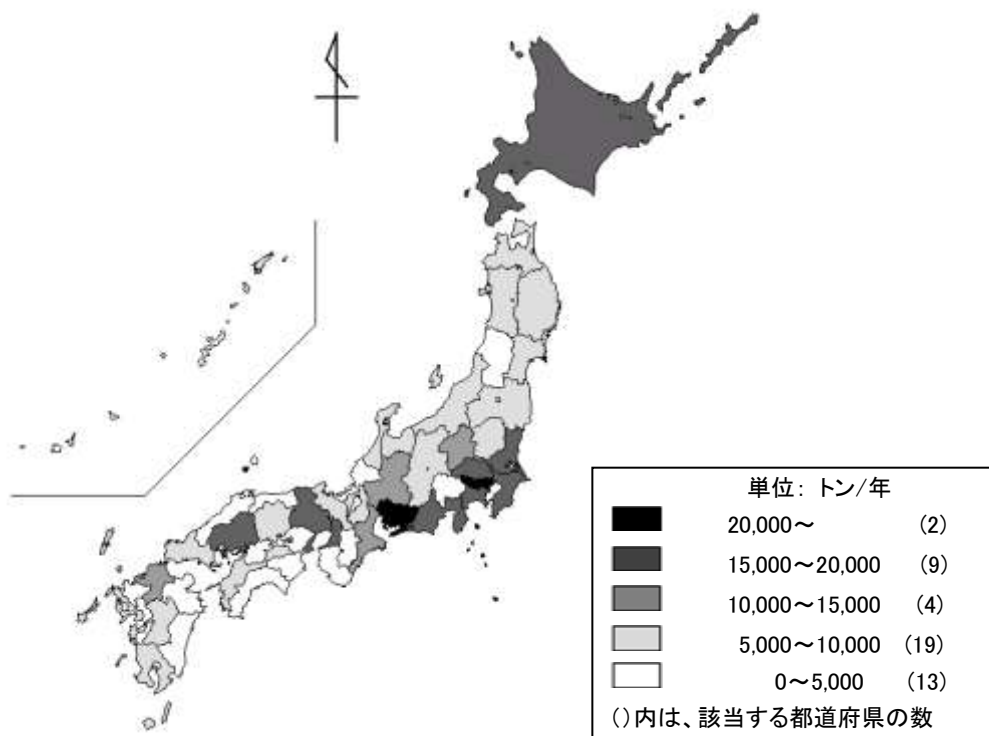 単位： トン/年
20,000～ (2)
15,000～20,000 (9)
10,000～15,000 (4)
5,000～10,000 (19)
0～5,000 (13)
()内は、該当する都道府県の数